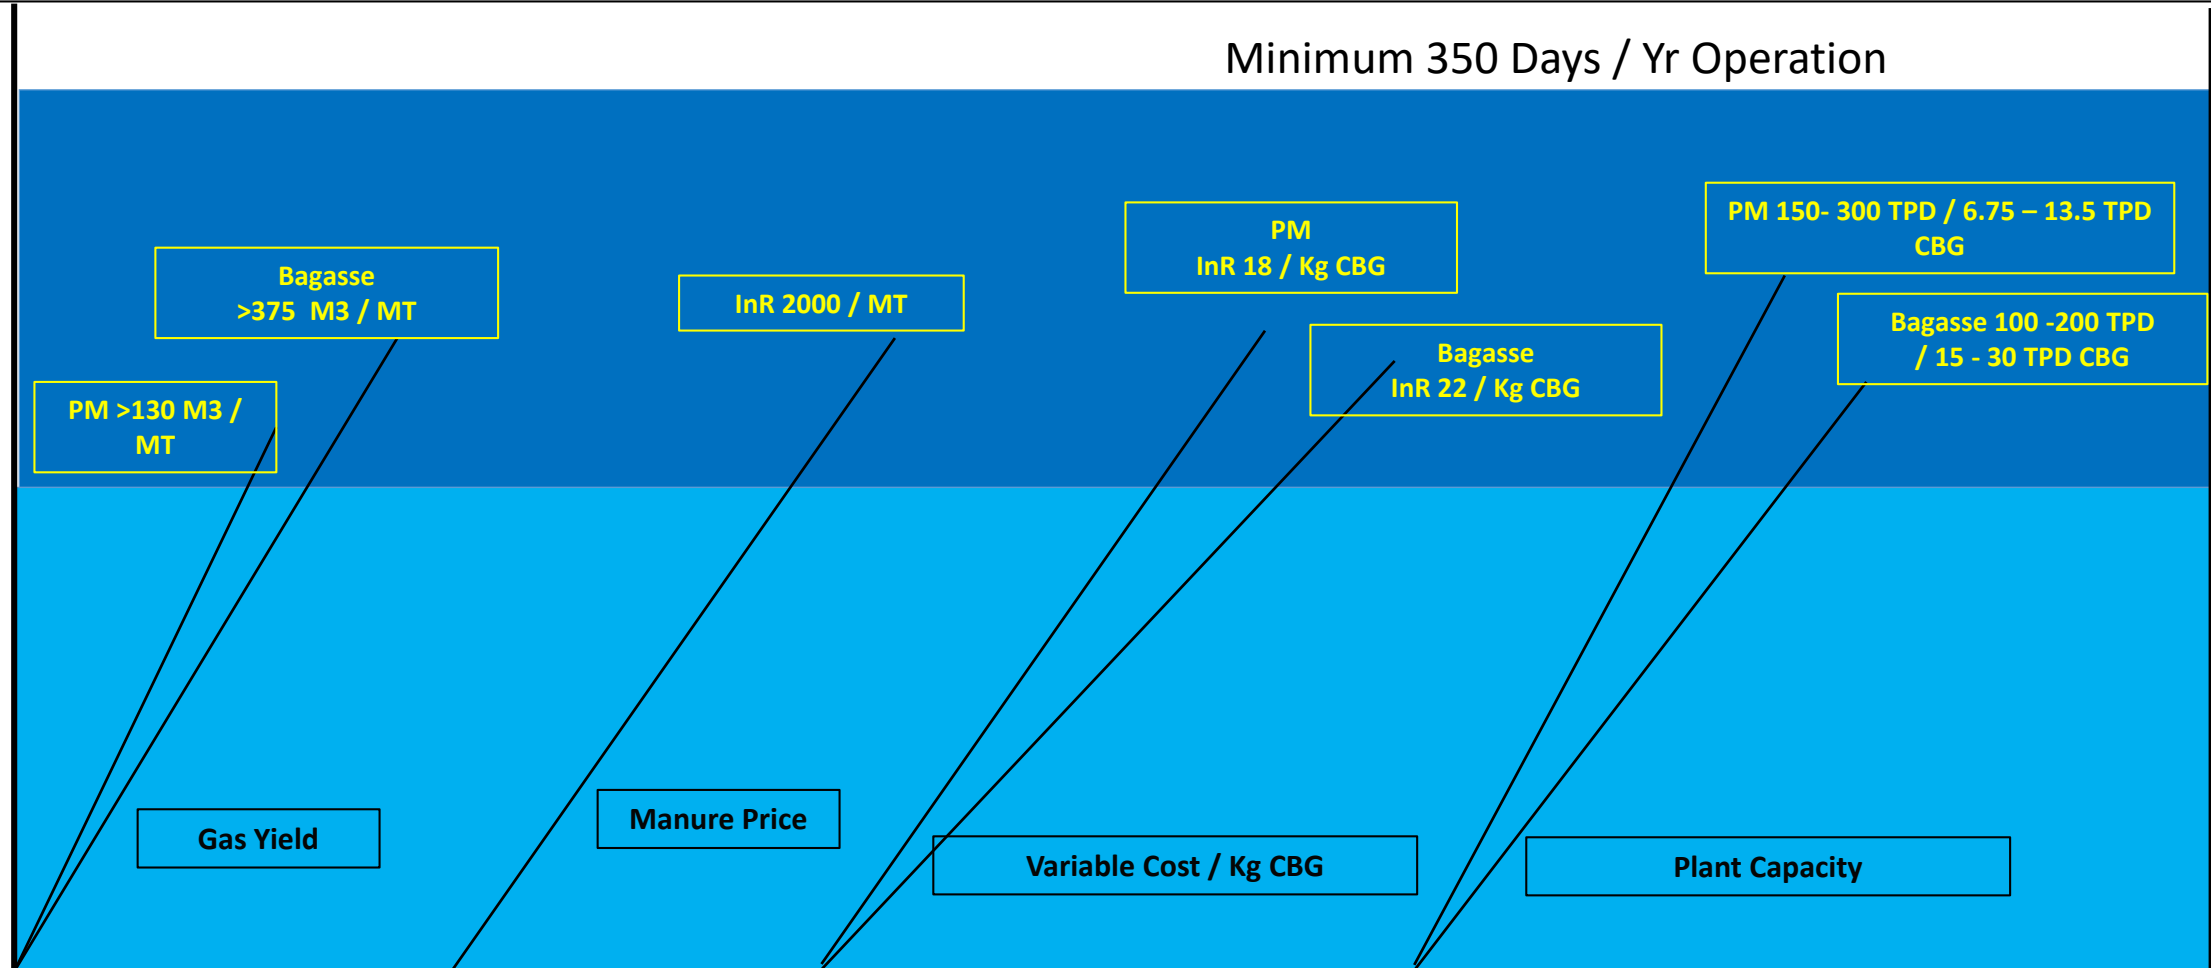 Minimum 350 Days / Yr Operation
Bagasse
>375  M3 / MT
PM >130 M3 /
MT
InR 2000 / MT
PM
InR 18 / Kg CBG
Bagasse
InR 22 / Kg CBG
PM 150- 300 TPD / 6.75 – 13.5 TPD
CBG
Bagasse 100 -200 TPD
/ 15 - 30 TPD CBG
Gas Yield
Manure Price
Variable Cost / Kg CBG
Plant Capacity